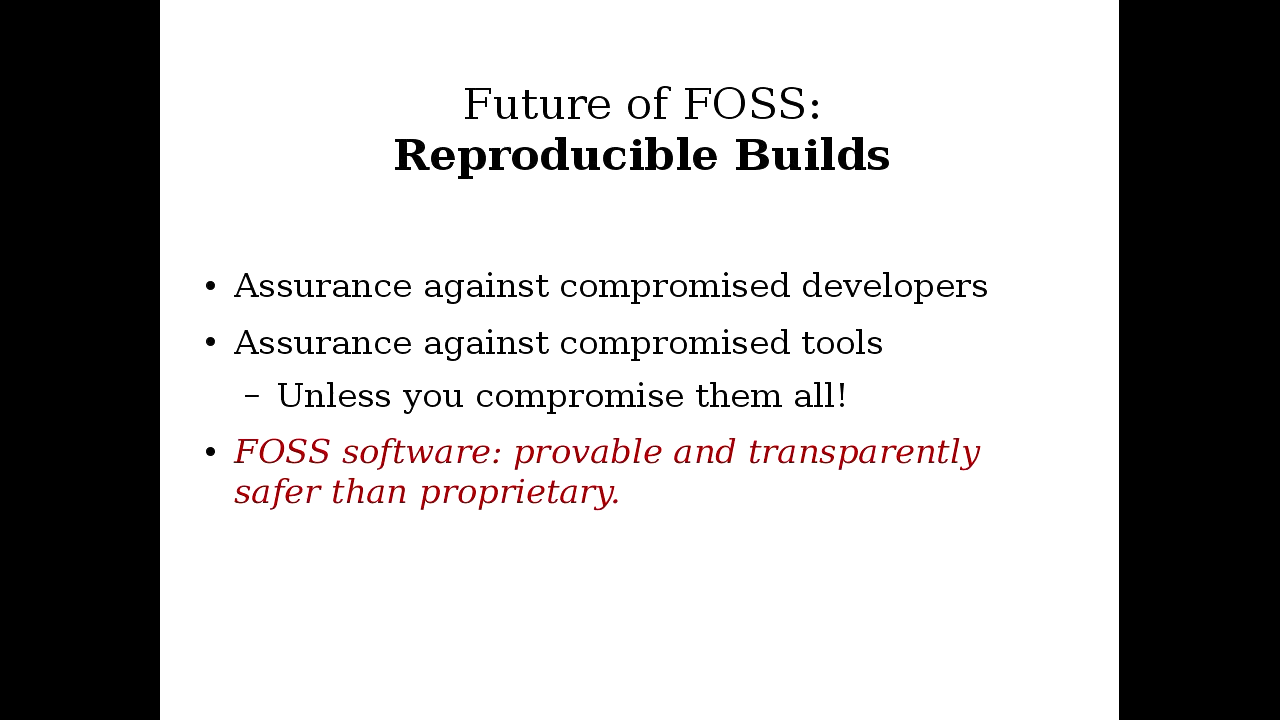 Future of FOSS:
Reproducible Builds
• Assurance against compromised developers
• Assurance against compromised tools
– Unless you compromise them all!
• FOSS software: provable and transparently
safer than proprietary.